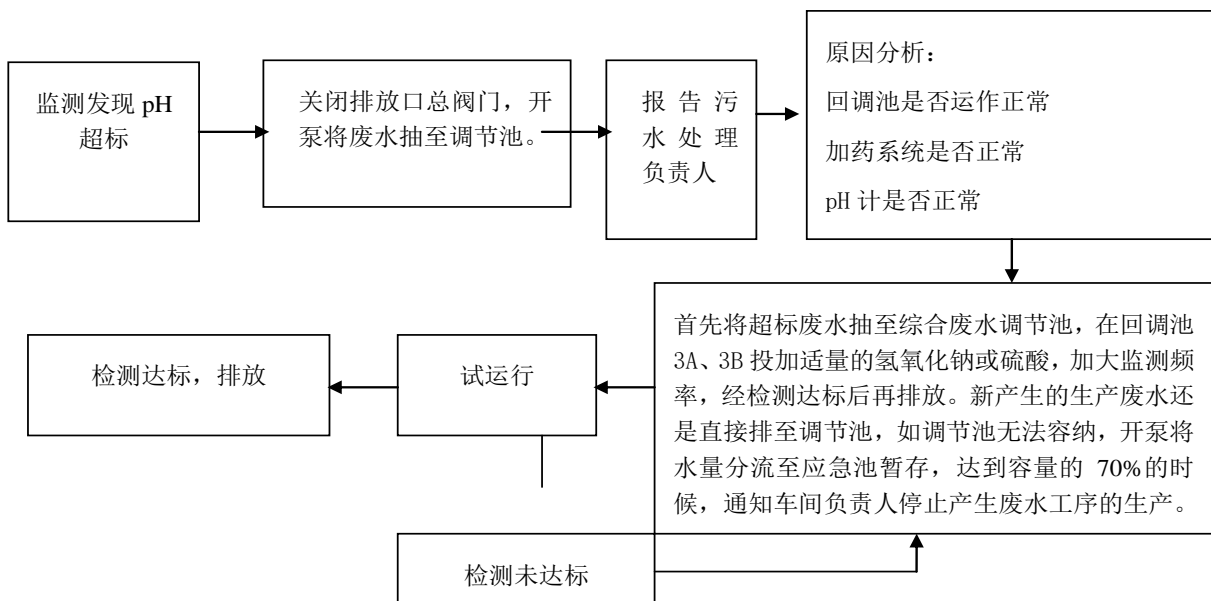 监测发现 pH
超标
关闭排放口总阀门，开
泵将废水抽至调节池。
报告污
水处理
负责人
原因分析：
回调池是否运作正常
加药系统是否正常
pH 计是否正常
首先将超标废水抽至综合废水调节池，在回调池
3A、3B 投加适量的氢氧化钠或硫酸，加大监测频
率，经检测达标后再排放。新产生的生产废水还
是直接排至调节池，如调节池无法容纳，开泵将
水量分流至应急池暂存，达到容量的 70%的时
候，通知车间负责人停止产生废水工序的生产。
试运行
检测达标，排放
检测未达标